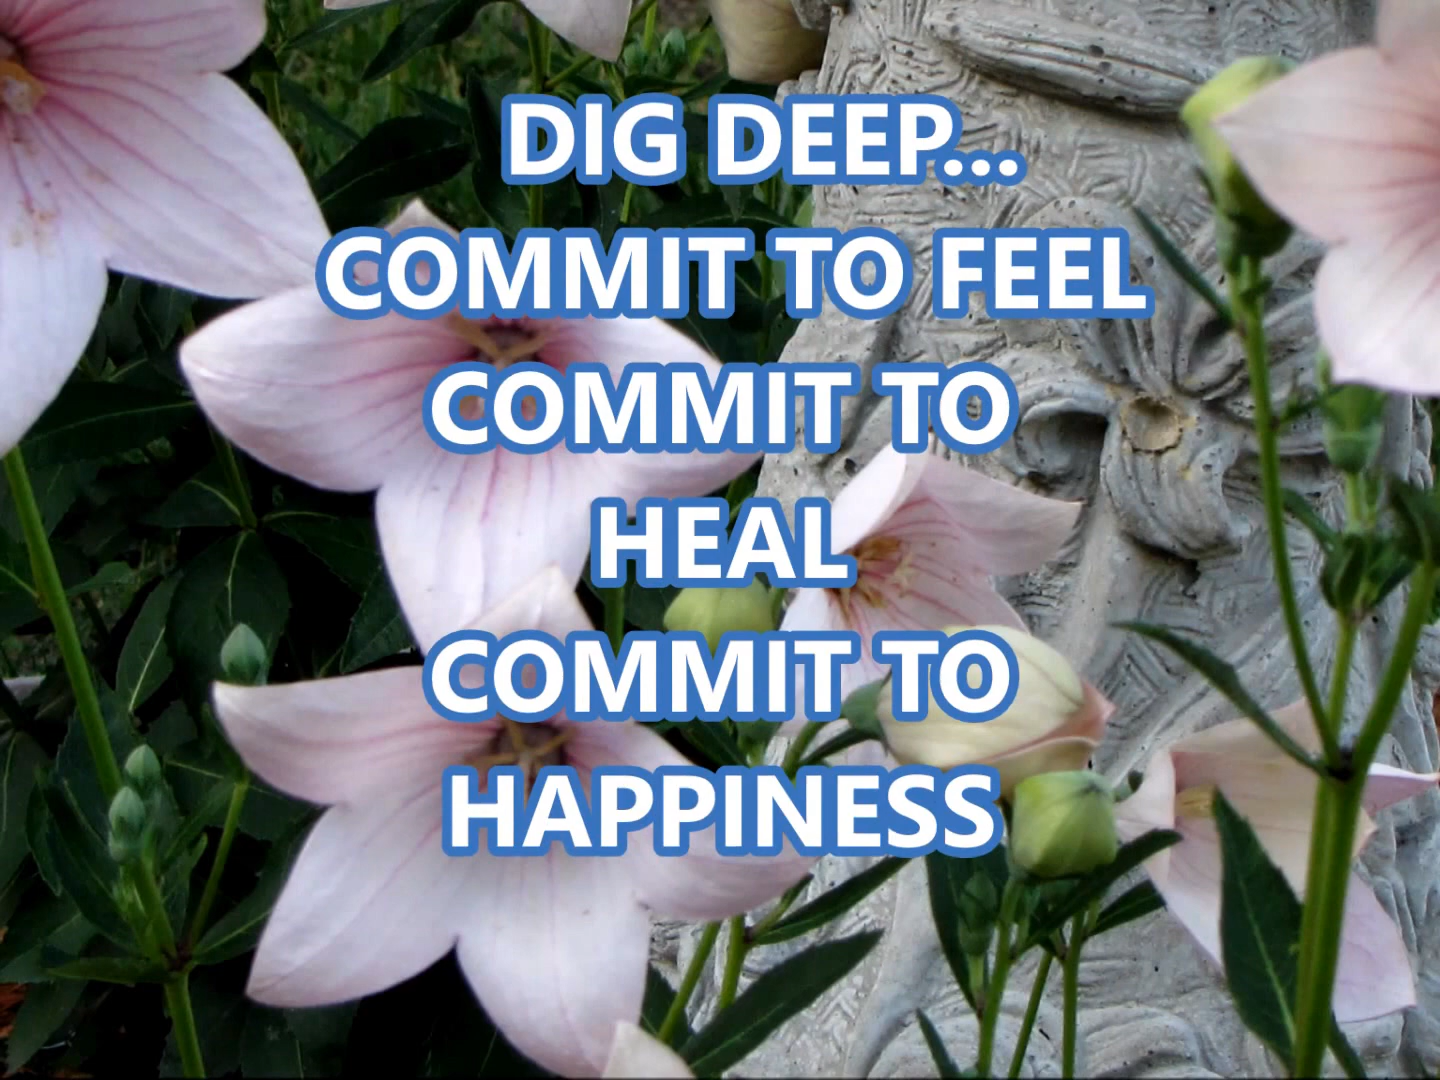 DIG DEEP...
COMMIT TO FEEL
COMMIT TO
HEAL
COMMIT TO
HAPPINESS